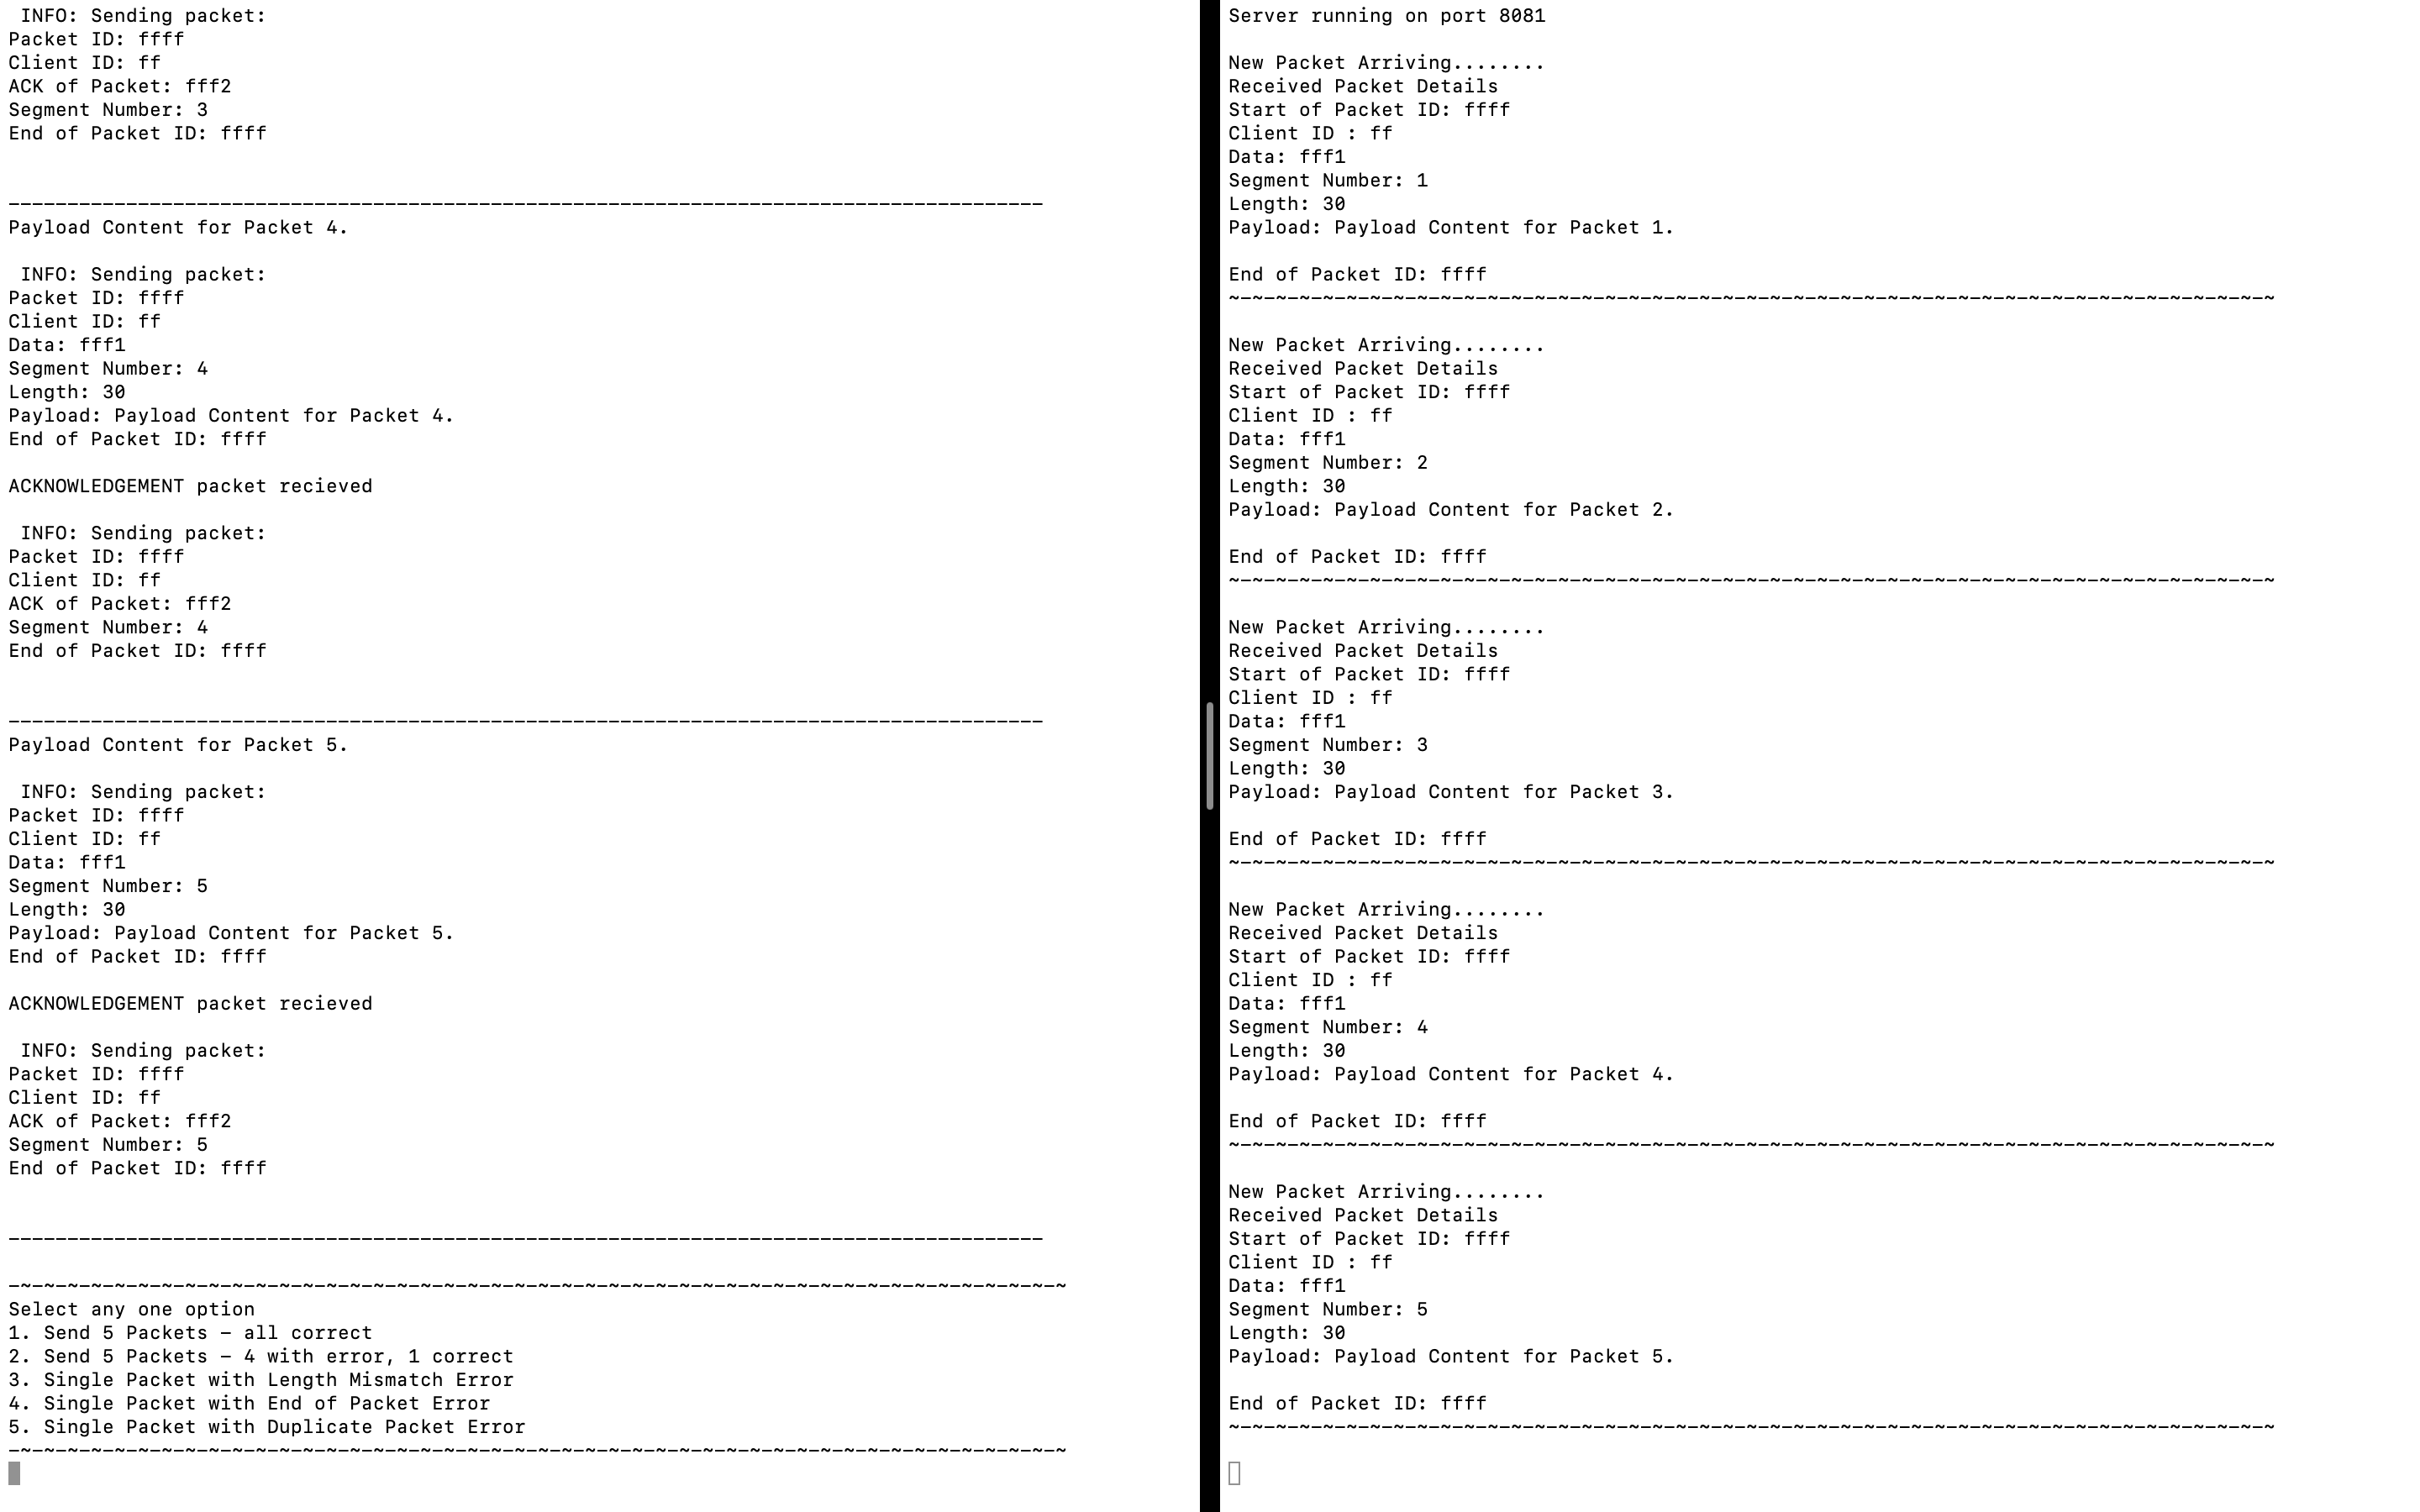 INFO: Sending packet:
Packet ID: ffff
Client ID: ff
ACK of Packet: fff2
Segment Number: 3
End of Packet ID: ffff
----------------------------------------------------------------------------------------
Payload Content for Packet 4.
 INFO: Sending packet:
Packet ID: ffff
Client ID: ff
Data: fff1
Segment Number: 4
Length: 30
Payload: Payload Content for Packet 4.
End of Packet ID: ffff
ACKNOWLEDGEMENT packet recieved
 INFO: Sending packet:
Packet ID: ffff
Client ID: ff
ACK of Packet: fff2
Segment Number: 4
End of Packet ID: ffff
----------------------------------------------------------------------------------------
Payload Content for Packet 5.
 INFO: Sending packet:
Packet ID: ffff
Client ID: ff
Data: fff1
Segment Number: 5
Length: 30
Payload: Payload Content for Packet 5.
End of Packet ID: ffff
ACKNOWLEDGEMENT packet recieved
 INFO: Sending packet:
Packet ID: ffff
Client ID: ff
ACK of Packet: fff2
Segment Number: 5
End of Packet ID: ffff
----------------------------------------------------------------------------------------
-~-~-~-~-~-~-~-~-~-~-~-~-~-~-~-~-~-~-~-~-~-~-~-~-~-~-~-~-~-~-~-~-~-~-~-~-~-~-~-~-~-~-~-~-~
Select any one option
1. Send 5 Packets - all correct
2. Send 5 Packets - 4 with error, 1 correct
3. Single Packet with Length Mismatch Error
4. Single Packet with End of Packet Error
5. Single Packet with Duplicate Packet Error
-~-~-~-~-~-~-~-~-~-~-~-~-~-~-~-~-~-~-~-~-~-~-~-~-~-~-~-~-~-~-~-~-~-~-~-~-~-~-~-~-~-~-~-~-~
Server running on port 8081
New Packet Arriving........
Received Packet Details
Start of Packet ID: ffff
Client ID : ff
Data: fff1
Segment Number: 1
Length: 30
Payload: Payload Content for Packet 1.
End of Packet ID: ffff
~-~-~-~-~-~-~-~-~-~-~-~-~-~-~-~-~-~-~-~-~-~-~-~-~-~-~-~-~-~-~-~-~-~-~-~-~-~-~-~-~-~-~-~-~
New Packet Arriving........
Received Packet Details
Start of Packet ID: ffff
Client ID : ff
Data: fff1
Segment Number: 2
Length: 30
Payload: Payload Content for Packet 2.
End of Packet ID: ffff
~-~-~-~-~-~-~-~-~-~-~-~-~-~-~-~-~-~-~-~-~-~-~-~-~-~-~-~-~-~-~-~-~-~-~-~-~-~-~-~-~-~-~-~-~
New Packet Arriving........
Received Packet Details
Start of Packet ID: ffff
Client ID : ff
Data: fff1
Segment Number: 3
Length: 30
Payload: Payload Content for Packet 3.
End of Packet ID: ffff
~-~-~-~-~-~-~-~-~-~-~-~-~-~-~-~-~-~-~-~-~-~-~-~-~-~-~-~-~-~-~-~-~-~-~-~-~-~-~-~-~-~-~-~-~
New Packet Arriving........
Received Packet Details
Start of Packet ID: ffff
Client ID : ff
Data: fff1
Segment Number: 4
Length: 30
Payload: Payload Content for Packet 4.
End of Packet ID: ffff
~-~-~-~-~-~-~-~-~-~-~-~-~-~-~-~-~-~-~-~-~-~-~-~-~-~-~-~-~-~-~-~-~-~-~-~-~-~-~-~-~-~-~-~-~
New Packet Arriving........
Received Packet Details
Start of Packet ID: ffff
Client ID : ff
Data: fff1
Segment Number: 5
Length: 30
Payload: Payload Content for Packet 5.
End of Packet ID: ffff
~-~-~-~-~-~-~-~-~-~-~-~-~-~-~-~-~-~-~-~-~-~-~-~-~-~-~-~-~-~-~-~-~-~-~-~-~-~-~-~-~-~-~-~-~